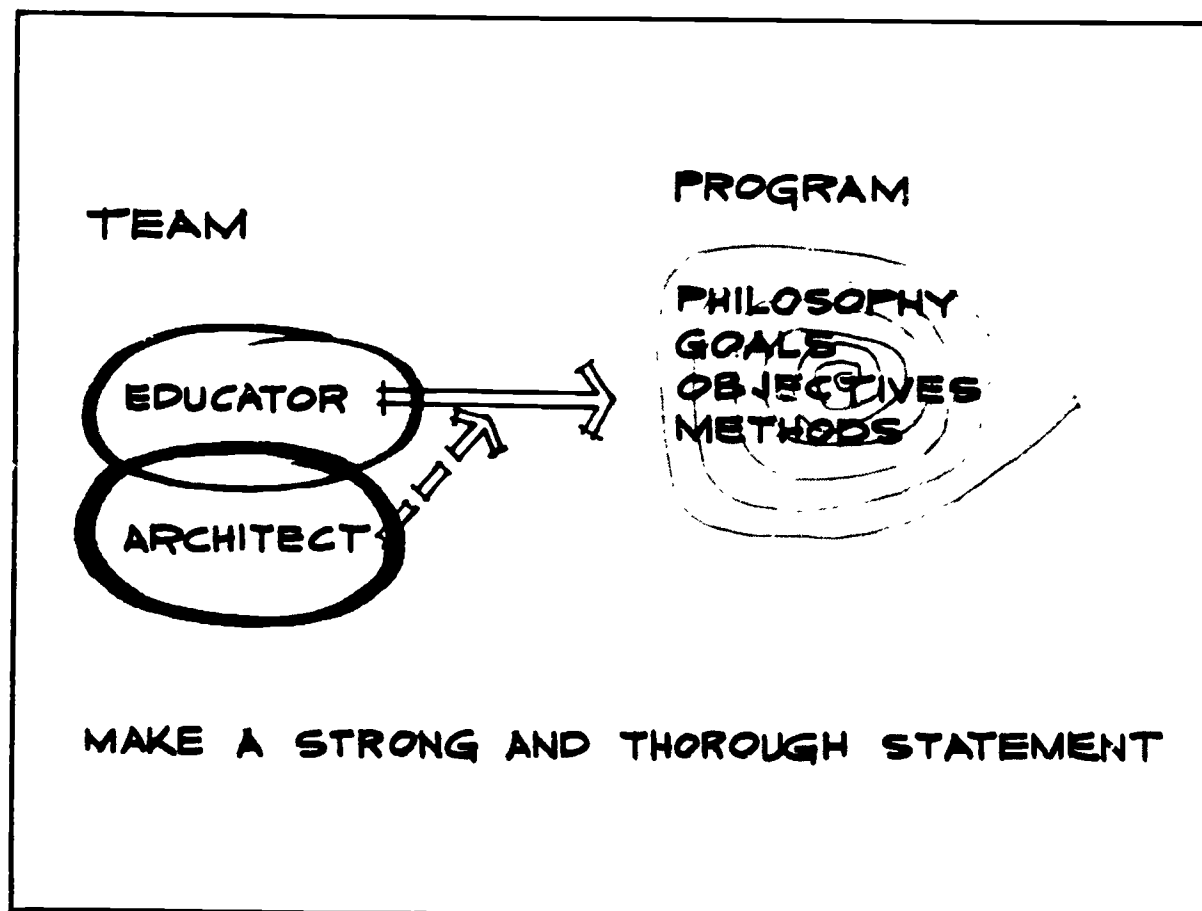 TEAM
EDUCATOR
ARCHITECT
PROGRAM
PHILOSOPHY
GOALS
OBJECTIVES
METHODS
MAKE A STRONG AND THOROUGH STATEMENT